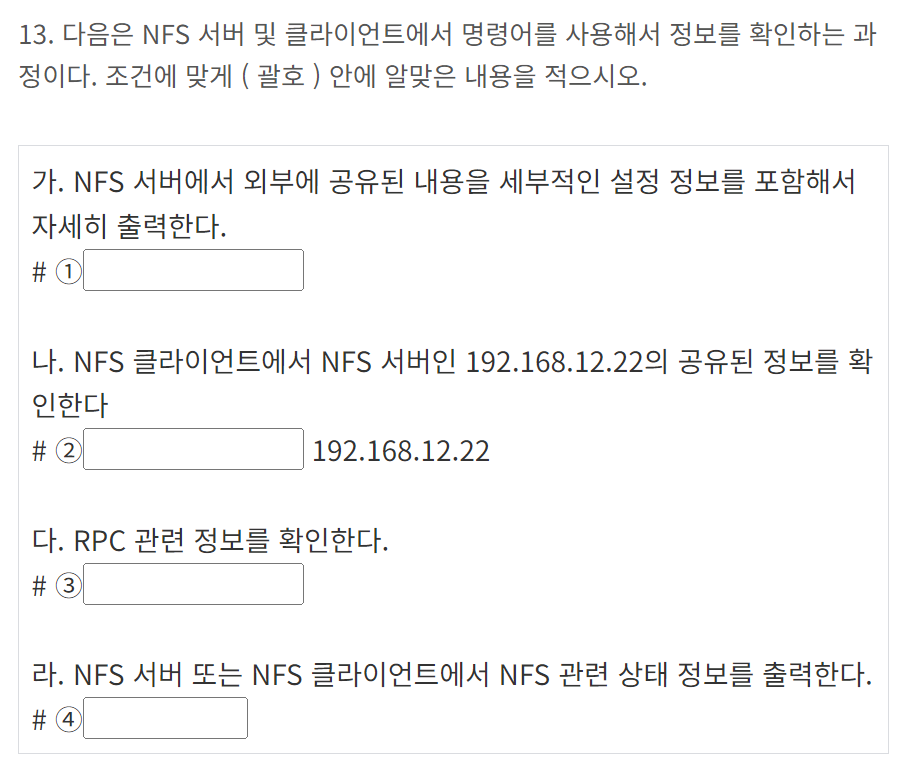 13. 다음은 NFS 서버 및 클라이언트에서 명령어를 사용해서 정보를 확인하는 과
정이다. 조건에 맞게 ( 괄호 ) 안에 알맞은 내용을 적으시오.
가. NFS 서버에서 외부에 공유된 내용을 세부적인 설정 정보를 포함해서
자세히 출력한다.
# ①
나. NFS 클라이언트에서 NFS 서버인 192.168.12.22의 공유된 정보를 확
인한다
# ② 192.168.12.22
다. RPC 관련 정보를 확인한다.
# ③
라. NFS 서버 또는 NFS 클라이언트에서 NFS 관련 상태 정보를 출력한다.
# ④